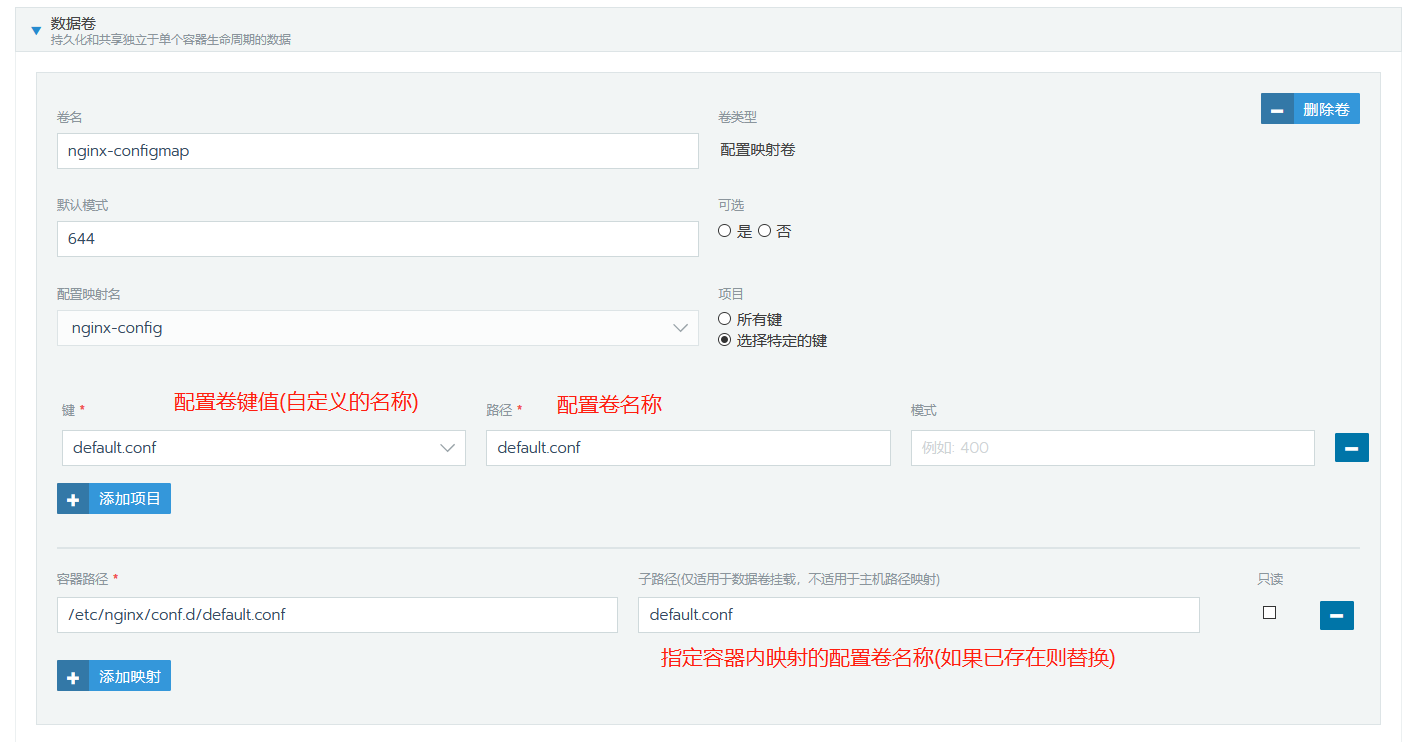 数据卷
持久化和共享独立于单个容器生命周期的数据
删除卷
卷名
卷类型
nginx-configmap
配置映射卷
默认模式
可选
644
是 否
配置映射名
项目
nginx-config
所有键
选择特定的键
键 *
配置卷键值(自定义的名称)
路径 *
配置卷名称
模式
default.conf
default.conf
例如: 400
添加项目
容器路径 *
子路径(仅适用于数据卷挂载，不适用于主机路径映射)
只读
/etc/nginx/conf.d/default.conf
default.conf
指定容器内映射的配置卷名称(如果已存在则替换)
添加映射